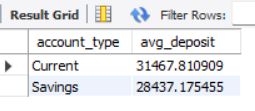 Result Grid Filter Rows:
account_type avg_deposit
Current 31467.810909
Savings 28437.175455